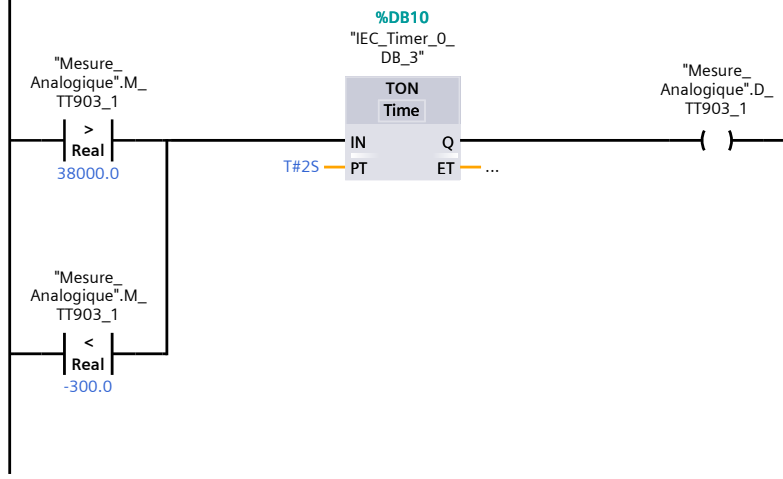 %DB10
"IEC_Timer_0_
DB_3"
"Mesure_
Analogique".M_
TT903_1
>
Real
38000.0
TON
Time
IN
Q
T#2S
PT
ET
...
"Mesure_
Analogique".D_
TT903_1
"Mesure_
Analogique".M_
TT903_1
<
Real
-300.0